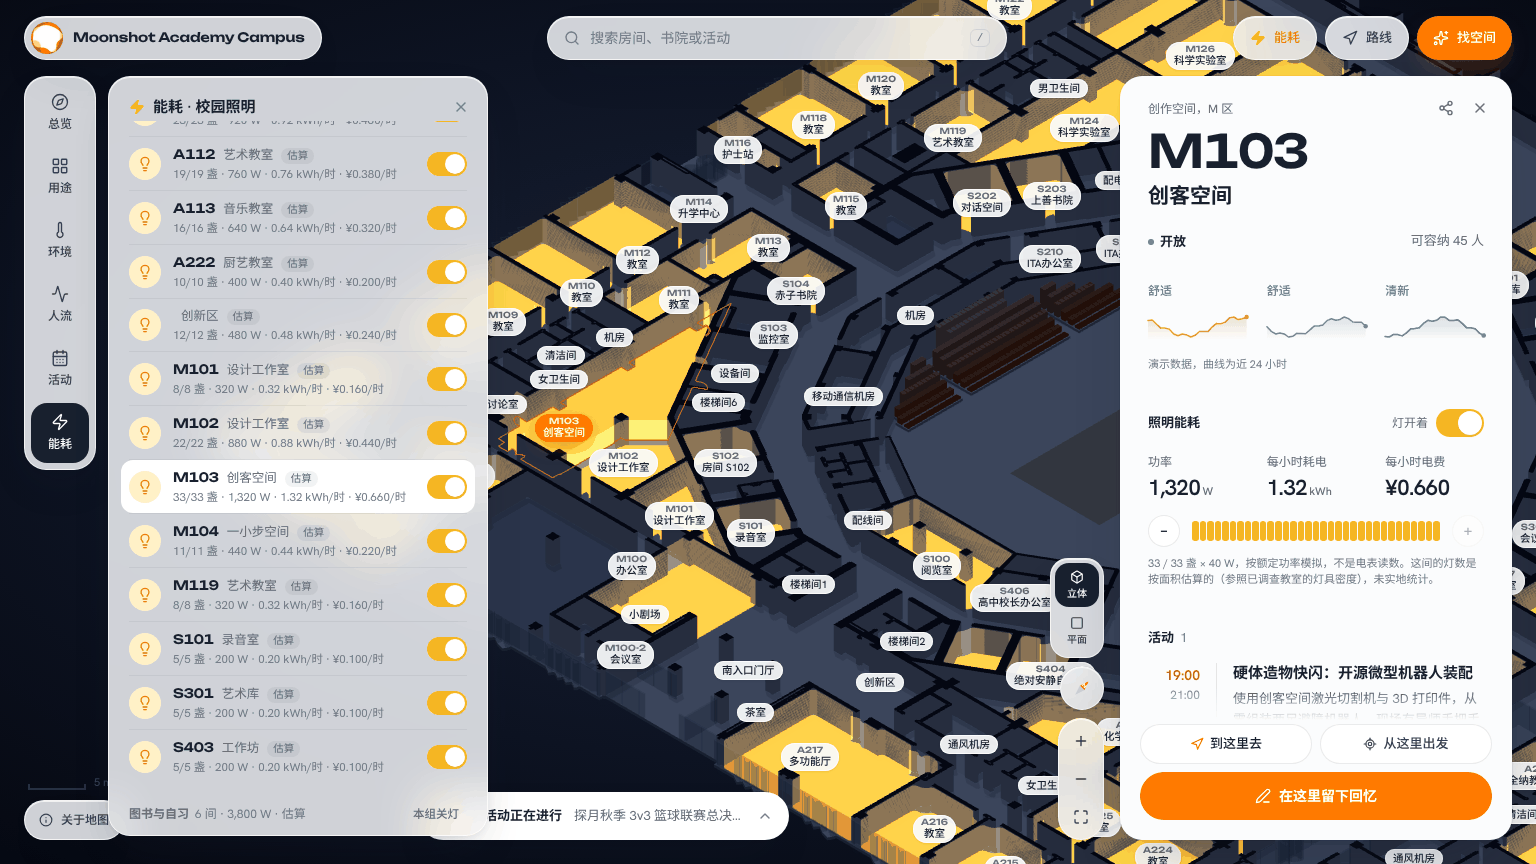 Moonshot Academy Campus
搜索房间、书院或活动
/
能耗
路线
找空间
总览
用途
环境
人流
活动
能耗
能耗 · 校园照明
A112 艺术教室 估算
19/19 盏 · 760 W · 0.76 kWh/时 · ¥0.380/时
A113 音乐教室 估算
16/16 盏 · 640 W · 0.64 kWh/时 · ¥0.320/时
A222 厨艺教室 估算
10/10 盏 · 400 W · 0.40 kWh/时 · ¥0.200/时
创新区 估算
12/12 盏 · 480 W · 0.48 kWh/时 · ¥0.240/时
M101 设计工作室 估算
8/8 盏 · 320 W · 0.32 kWh/时 · ¥0.160/时
M102 设计工作室 估算
22/22 盏 · 880 W · 0.88 kWh/时 · ¥0.440/时
M103 创客空间 估算
33/33 盏 · 1,320 W · 1.32 kWh/时 · ¥0.660/时
M104 一小步空间 估算
11/11 盏 · 440 W · 0.44 kWh/时 · ¥0.220/时
M119 艺术教室 估算
8/8 盏 · 320 W · 0.32 kWh/时 · ¥0.160/时
S101 录音室 估算
5/5 盏 · 200 W · 0.20 kWh/时 · ¥0.100/时
S301 艺术库 估算
5/5 盏 · 200 W · 0.20 kWh/时 · ¥0.100/时
S403 工作坊 估算
5/5 盏 · 200 W · 0.20 kWh/时 · ¥0.100/时
图书与自习 6 间 · 3,800 W · 估算
本组关灯
关于地图
活动正在进行 探月秋季 3v3 篮球联赛总决...
教室
M126
科学实验室
M120
教室
男卫生间
M118
教室
M124
科学实验室
M119
艺术教室
M116
护士站
S203
上善书院
S202
对话空间
M115
教室
M114
升学中心
M113
教室
S210
ITA办公室
M112
教室
M110
教室
M111
教室
S104
赤子书院
M109
教室
机房
S103
监控室
机房
清洁间
女卫生间
设备间
移动通信机房
楼梯间6
讨论室
M103
创客空间
M102
设计工作室
S102
房间 S102
M101
设计工作室
S101
录音室
配线间
M100
办公室
S100
阅览室
楼梯间1
S406
高中校长办公室
小剧场
M100-2
会议室
楼梯间2
南入口门厅
S404
创新区
茶室
A217
多功能厅
通风机房
A216
教室
A215
A224
教室
通风机房
立体
平面
创作空间，M 区
M103
创客空间
开放
可容纳 45 人
舒适
舒适
清新
演示数据，曲线为近 24 小时
照明能耗
灯开着
功率
每小时耗电
每小时电费
1,320 W
1.32 kWh
¥0.660
33 / 33 盏 × 40 W，按额定功率模拟，不是电表读数。这间的灯数是
按面积估算的（参照已调查教室的灯具密度），未实地统计。
活动 1
19:00
21:00
硬体造物快闪：开源微型机器人装配
使用创客空间激光切割机与 3D 打印件，从
到这里去
从这里出发
在这里留下回忆